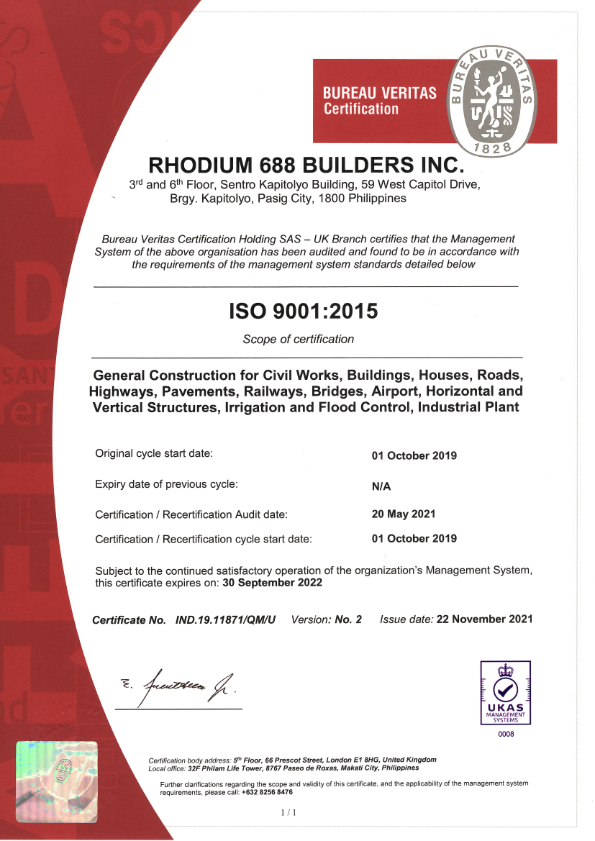 BUREAU VERITAS
Certification
BUREAU VERITAS
1828
RHODIUM 688 BUILDERS INC.
3rd and 6th Floor, Sentro Kapitolyo Building, 59 West Capitol Drive,
Brgy. Kapitolyo, Pasig City, 1800 Philippines
Bureau Veritas Certification Holding SAS – UK Branch certifies that the Management
System of the above organisation has been audited and found to be in accordance with
the requirements of the management system standards detailed below
ISO 9001:2015
Scope of certification
General Construction for Civil Works, Buildings, Houses, Roads,
Highways, Pavements, Railways, Bridges, Airport, Horizontal and
Vertical Structures, Irrigation and Flood Control, Industrial Plant
Original cycle start date: 01 October 2019
Expiry date of previous cycle: N/A
Certification / Recertification Audit date: 20 May 2021
Certification / Recertification cycle start date: 01 October 2019
Subject to the continued satisfactory operation of the organization's Management System,
this certificate expires on: 30 September 2022
Certificate No. IND.19.11871/QM/U Version: No. 2 Issue date: 22 November 2021
UKAS
MANAGEMENT
SYSTEMS
0008
Certification body address: 5th Floor, 66 Prescot Street, London E1 8HG, United Kingdom
Local office: 32F Philam Life Tower, 8767 Paseo de Roxas, Makati City, Philippines
Further clarifications regarding the scope and validity of this certificate, and the applicability of the management system
requirements, please call: +632 8256 8476
1 / 1